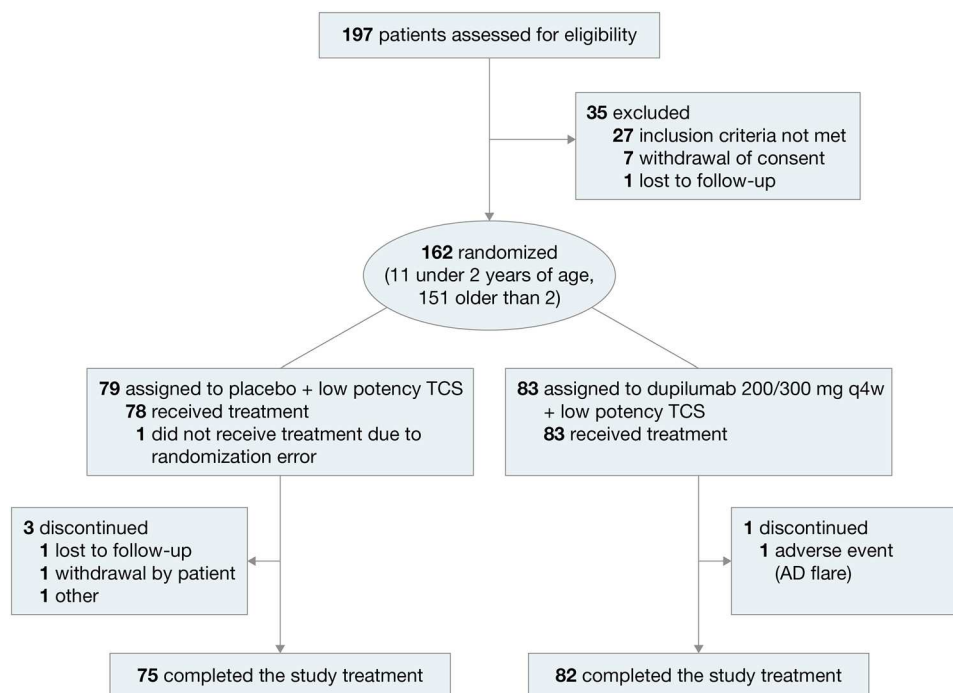 197 patients assessed for eligibility
35 excluded
27 inclusion criteria not met
7 withdrawal of consent
1 lost to follow-up
162 randomized
(11 under 2 years of age,
151 older than 2)
79 assigned to placebo + low potency TCS
78 received treatment
1 did not receive treatment due to
randomization error
83 assigned to dupilumab 200/300 mg q4w
+ low potency TCS
83 received treatment
3 discontinued
1 lost to follow-up
1 withdrawal by patient
1 other
1 discontinued
1 adverse event
(AD flare)
75 completed the study treatment
82 completed the study treatment